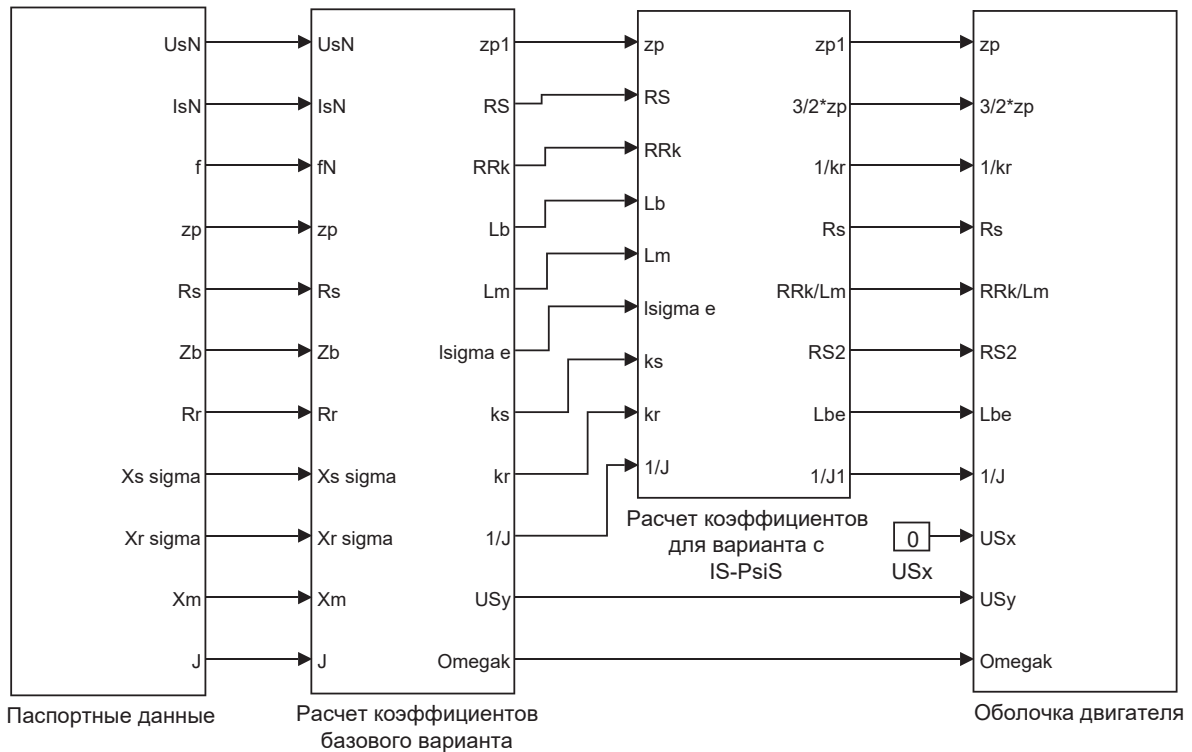 UsN
IsN
f
zp
Rs
Zb
Rr
Xs sigma
Xr sigma
Xm
J
Паспортные данные
UsN
IsN
fN
zp
Rs
Zb
Rr
Xs sigma
Xr sigma
Xm
J
zp1
RS
RRk
Lb
Lm
lsigma e
ks
kr
1/J
USy
Omegak
Расчет коэффициентов
базового варианта
zp
RS
RRk
Lb
Lm
lsigma e
ks
kr
1/J
zp1
3/2*zp
1/kr
Rs
RRk/Lm
RS2
Lbe
1/J1
Расчет коэффициентов
для варианта с
IS-PsiS
0
USx
zp
3/2*zp
1/kr
Rs
RRk/Lm
RS2
Lbe
1/J
USx
USy
Omegak
Оболочка двигателя